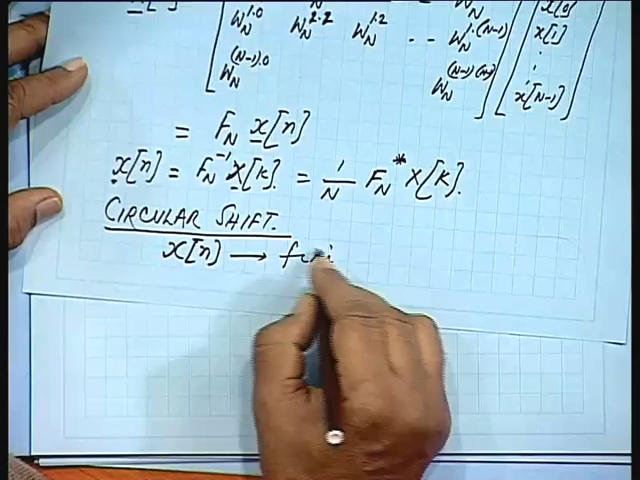 W_N^{1.0} W_N^{2.2} W_N^{1.2} .. W_N^{1.(N-1)} x[0]
x[1]
W_N^{(N-1).0} W_N^{(N-1)(N-1)} x[N-1]
= F_N x[n]
x[n] = F_N^{-1} X[k] = 1/N F_N^* X[k].
CIRCULAR SHIFT.
x[n] → fini